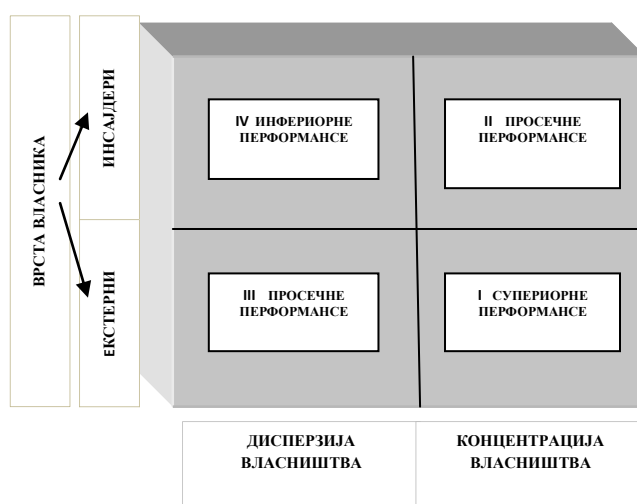 ВРСТА ВЛАСНИКА
ИНСАЈДЕРИ
ЕКСТЕРНИ
IV ИНФЕРИОРНЕ
ПЕРФОРМАНСЕ
II ПРОСЕЧНЕ
ПЕРФОРМАНСЕ
III ПРОСЕЧНЕ
ПЕРФОРМАНСЕ
I СУПЕРИОРНЕ
ПЕРФОРМАНСЕ
ДИСПЕРЗИЈА
ВЛАСНИШТВА
КОНЦЕНТРАЦИЈА
ВЛАСНИШТВА